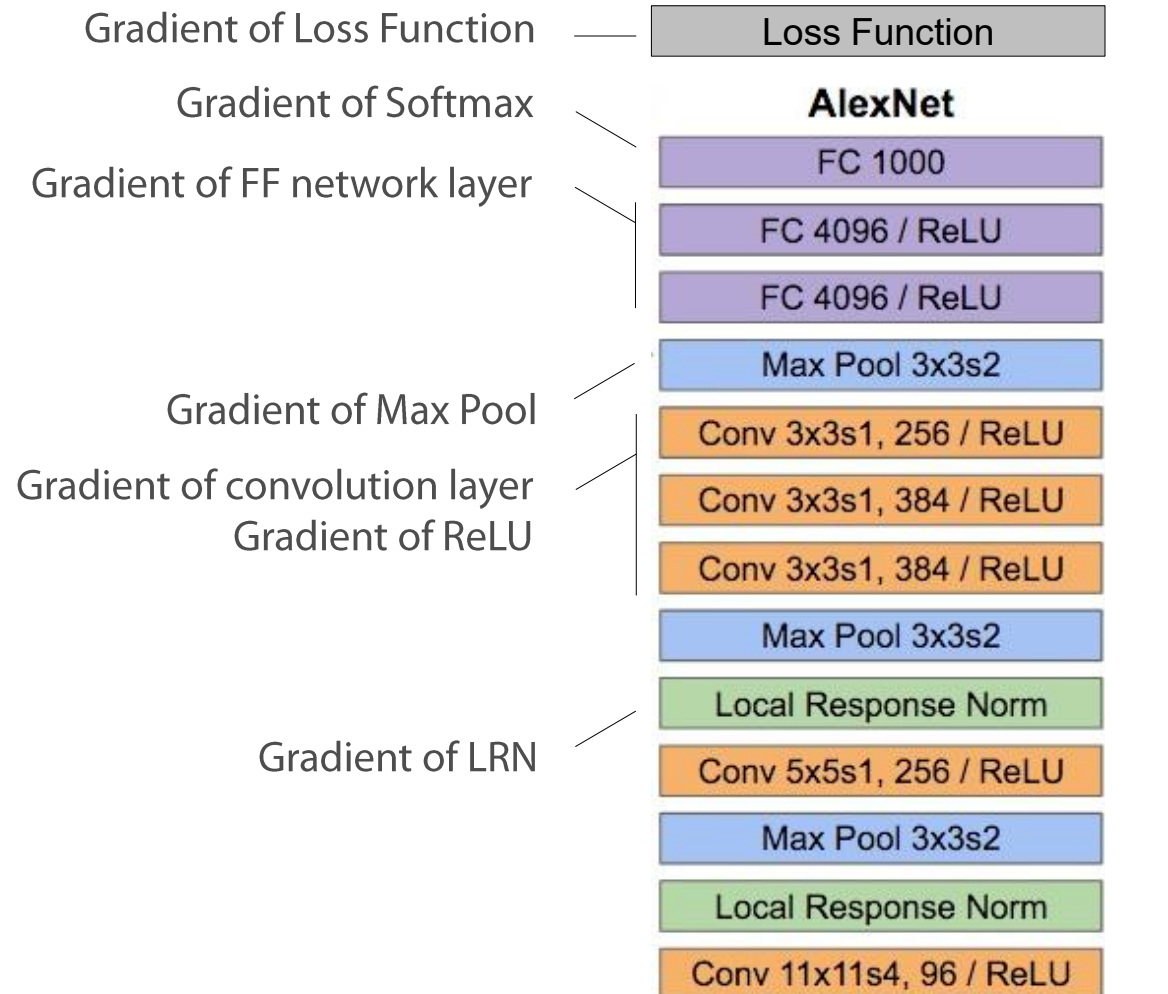 Gradient of Loss Function
Loss Function
Gradient of Softmax
AlexNet
FC 1000
Gradient of FF network layer
FC 4096 / ReLU
FC 4096 / ReLU
Max Pool 3x3s2
Gradient of Max Pool
Conv 3x3s1, 256 / ReLU
Gradient of convolution layer
Conv 3x3s1, 384 / ReLU
Gradient of ReLU
Conv 3x3s1, 384 / ReLU
Max Pool 3x3s2
Local Response Norm
Gradient of LRN
Conv 5x5s1, 256 / ReLU
Max Pool 3x3s2
Local Response Norm
Conv 11x11s4, 96 / ReLU